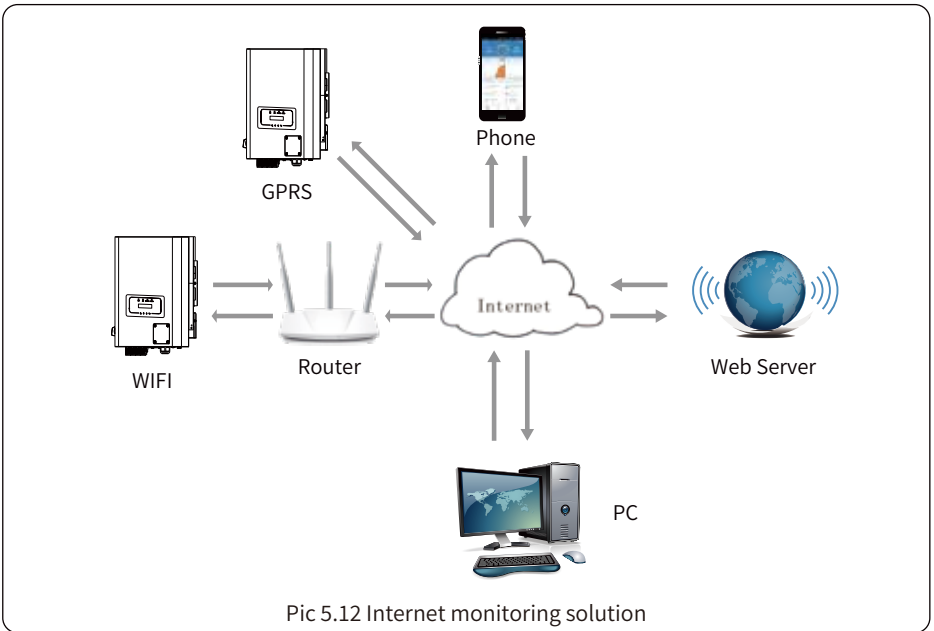 Phone
GPRS
Internet
WIFI
Router
Web Server
PC
Pic 5.12 Internet monitoring solution